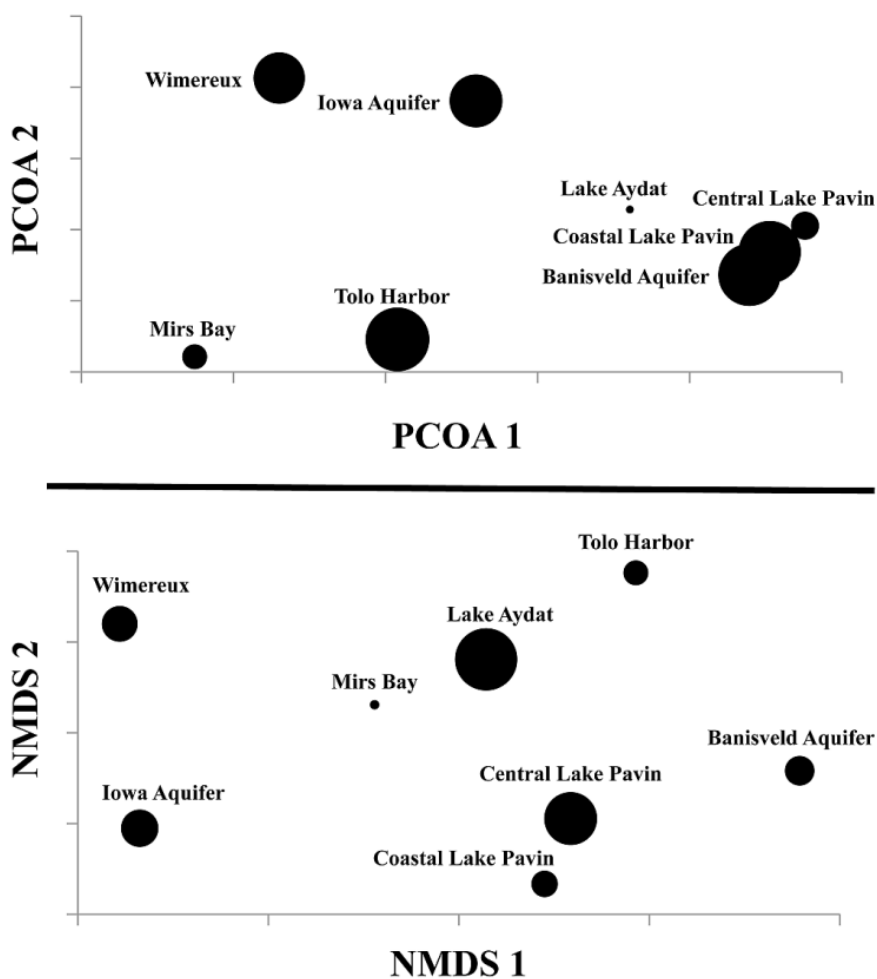 Wimereux
Iowa Aquifer
Lake Aydat
Central Lake Pavin
Coastal Lake Pavin
Banisveld Aquifer
Tolo Harbor
Mirs Bay
PCOA 2
PCOA 1
Tolo Harbor
Wimereux
Lake Aydat
Mirs Bay
Banisveld Aquifer
Central Lake Pavin
Iowa Aquifer
Coastal Lake Pavin
NMDS 2
NMDS 1